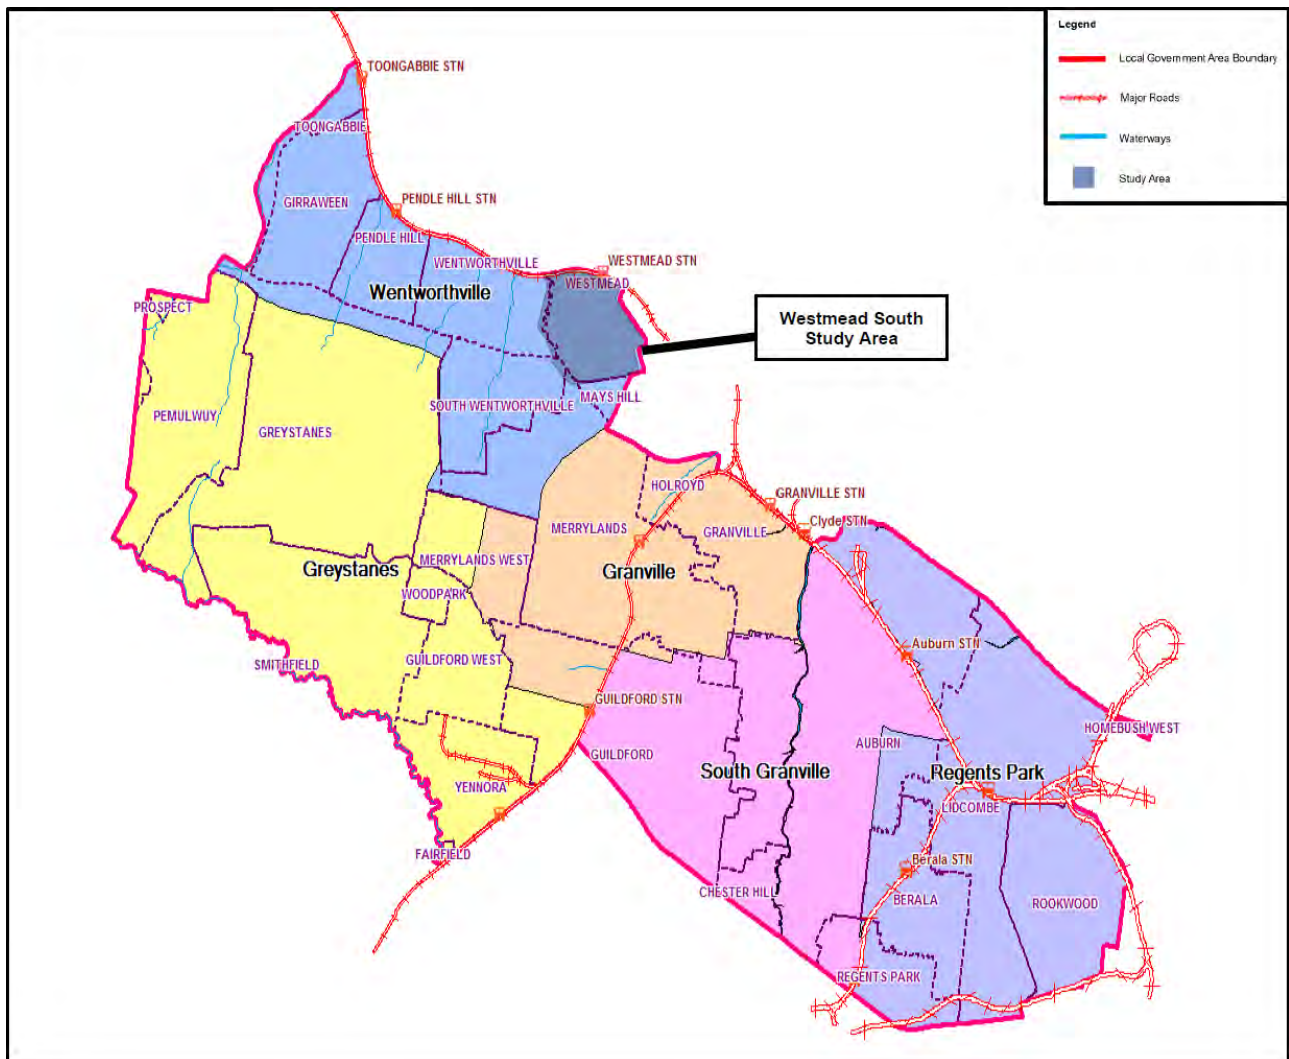 Legend
Local Government Area Boundary
Major Roads
Waterways
Study Area
TOONGABBIE STN
TOONGABBIE
PENDLE HILL STN
GIRRAWEEN
PENDLE HILL
WENTWORTHVILLE
WESTMEAD STN
WESTMEAD
Wentworthville
PROSPECT
Westmead South
Study Area
MAYS HILL
SOUTH WENTWORTHVILLE
PEMULWUY
GREYSTANES
HOLROYD
GRANVILLE STN
Clyde STN
MERRYLANDS
GRANVILLE
MERRYLANDS WEST
Greystanes
Granville
WOODPARK
SMITHFIELD
GUILDFORD WEST
Auburn STN
GUILDFORD STN
HOMEBUSH WEST
GUILDFORD
AUBURN
South Granville
Regents Park
YENNORA
LIDCOMBE
FAIRFIELD
Berala STN
CHESTER HILL
BERALA
ROOKWOOD
REGENTS PARK